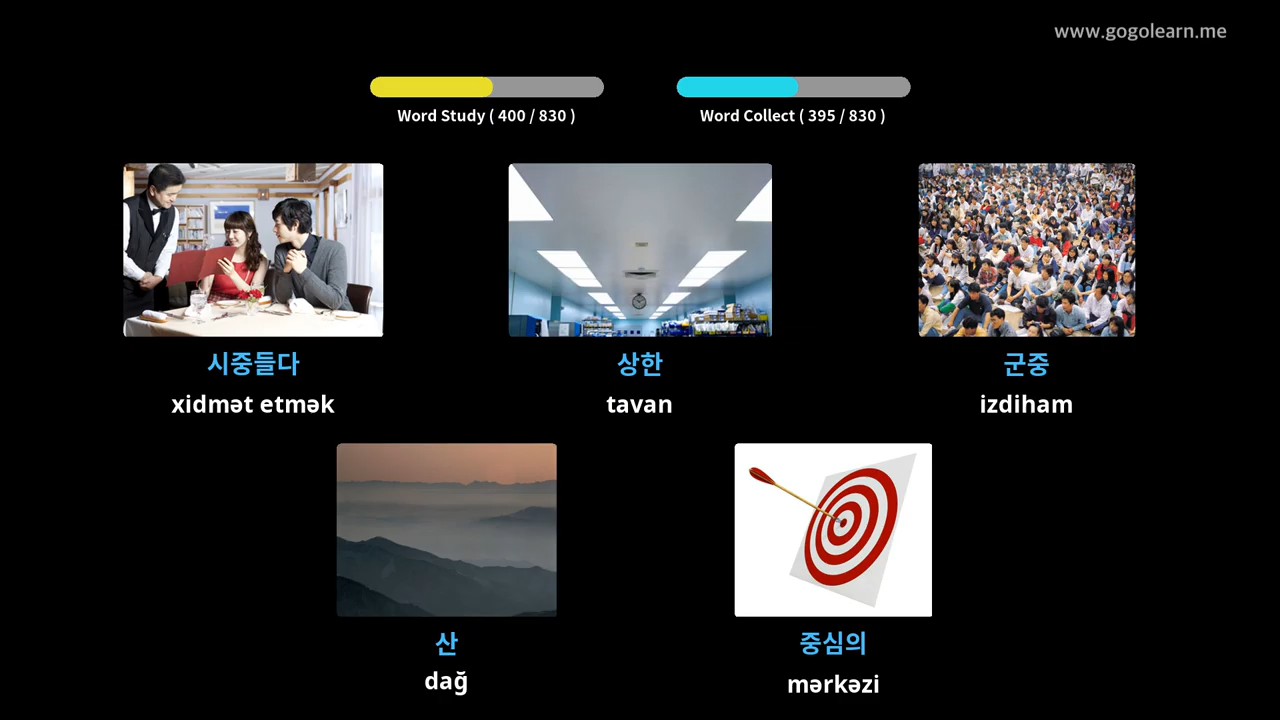 www.gogolearn.me
Word Study ( 400 / 830 )
Word Collect ( 395 / 830 )
시중들다
상한
군중
xidmət etmək
tavan
izdiham
산
중심의
dağ
mərkəzi